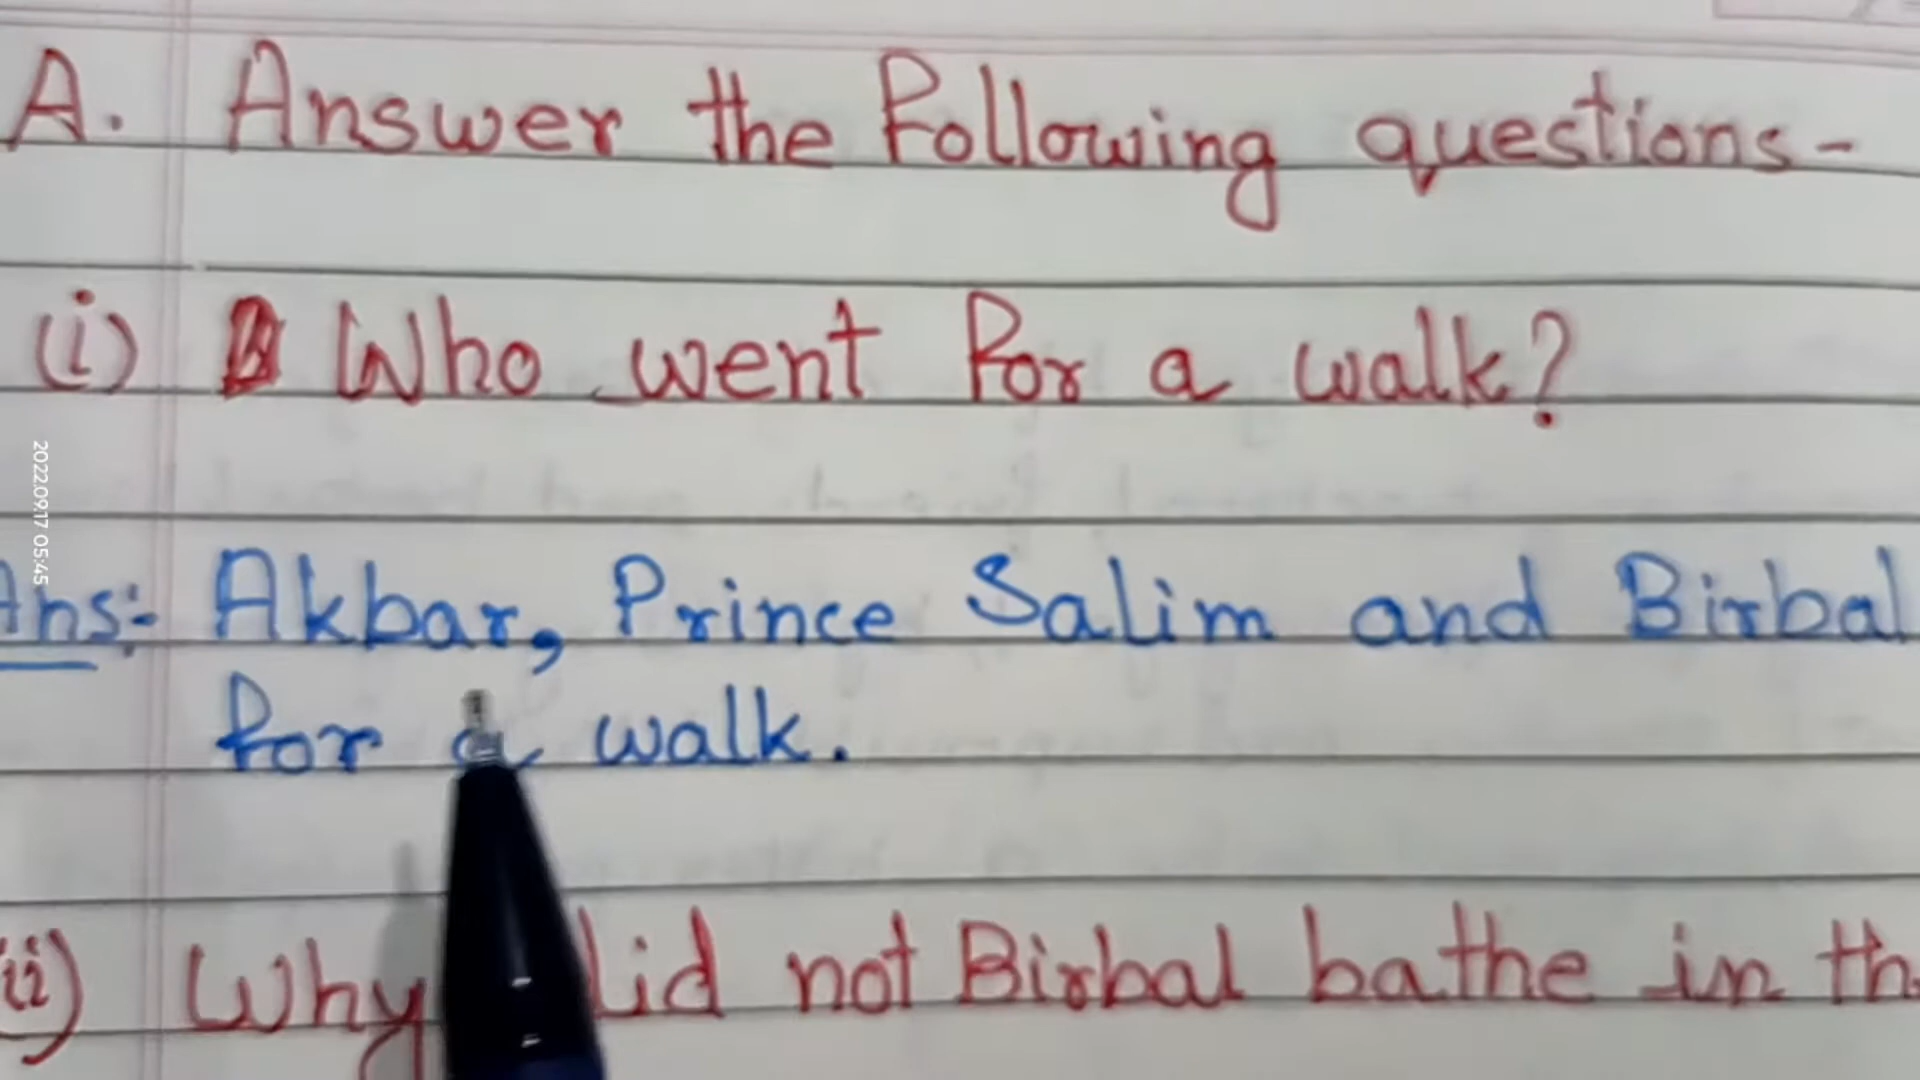 A. Answer the following questions-
(i) Who went for a walk?
Ans:- Akbar, Prince Salim and Birbal
for a walk.
(ii) Why did not Birbal bathe in th
2022.09.17 05:45